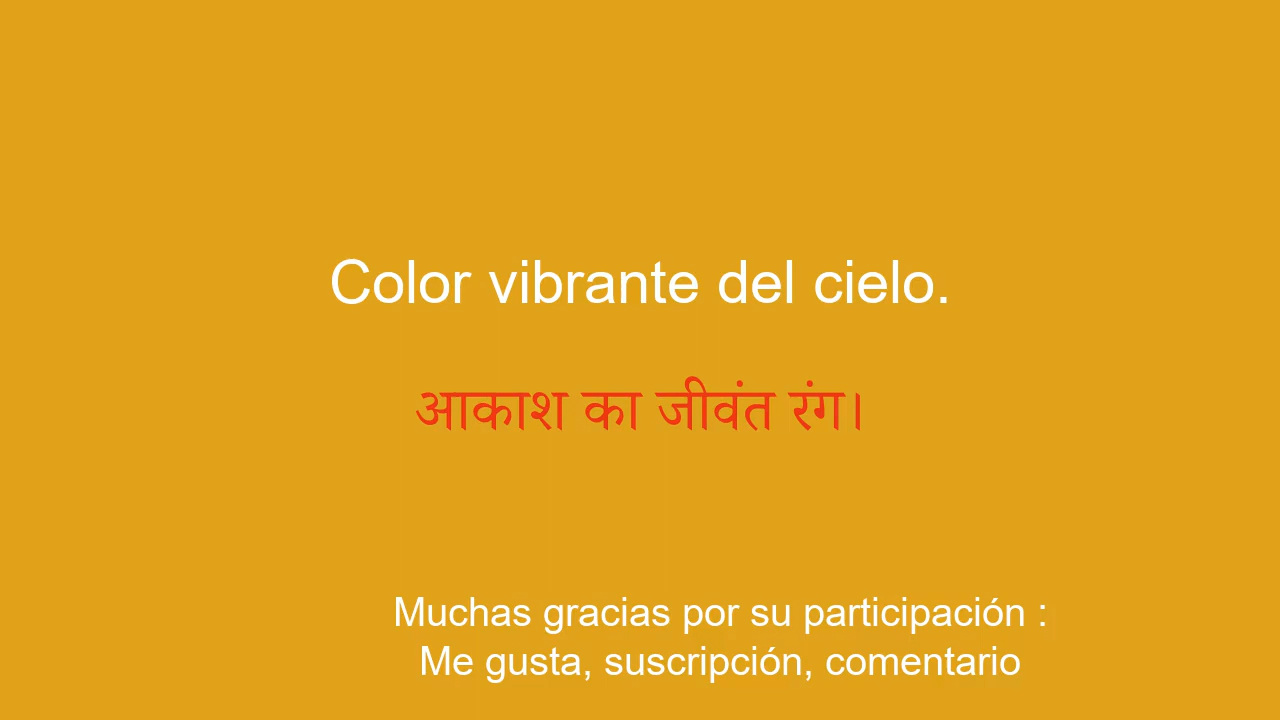 Color vibrante del cielo.
आकाश का जीवंत रंग।
Muchas gracias por su participación :
Me gusta, suscripción, comentario